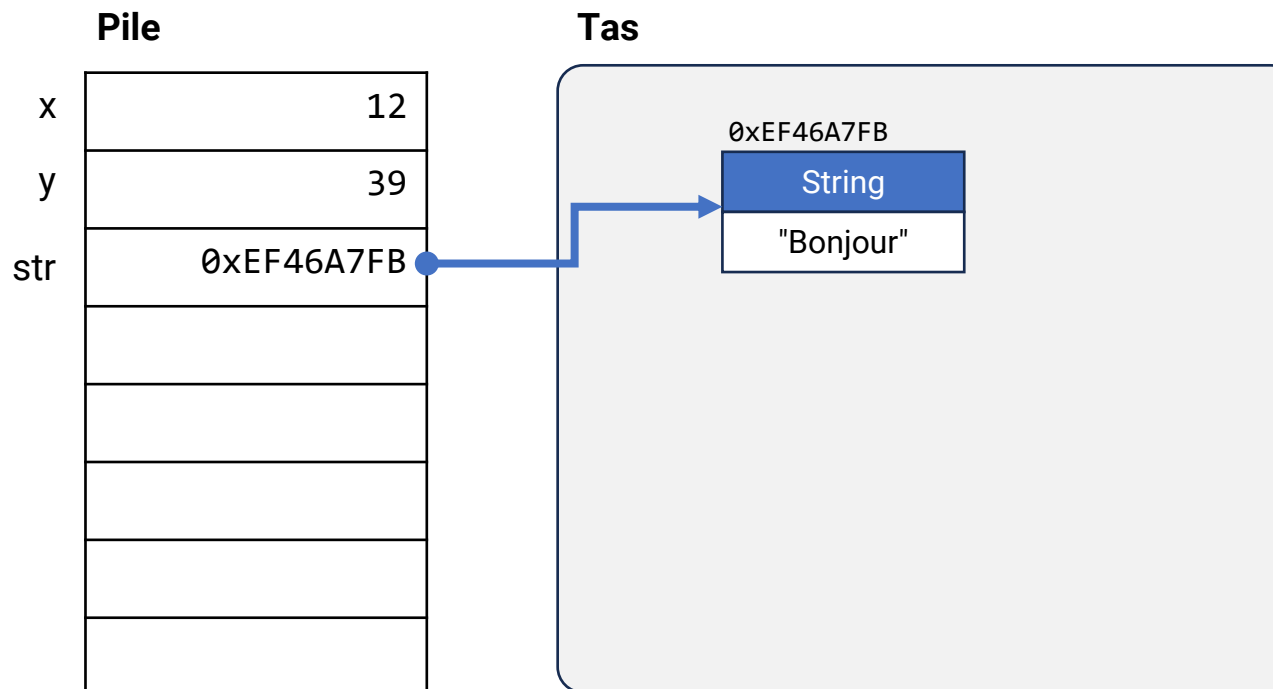 Pile
Tas
x 12
y 39
str 0xEF46A7FB
0xEF46A7FB
String
"Bonjour"